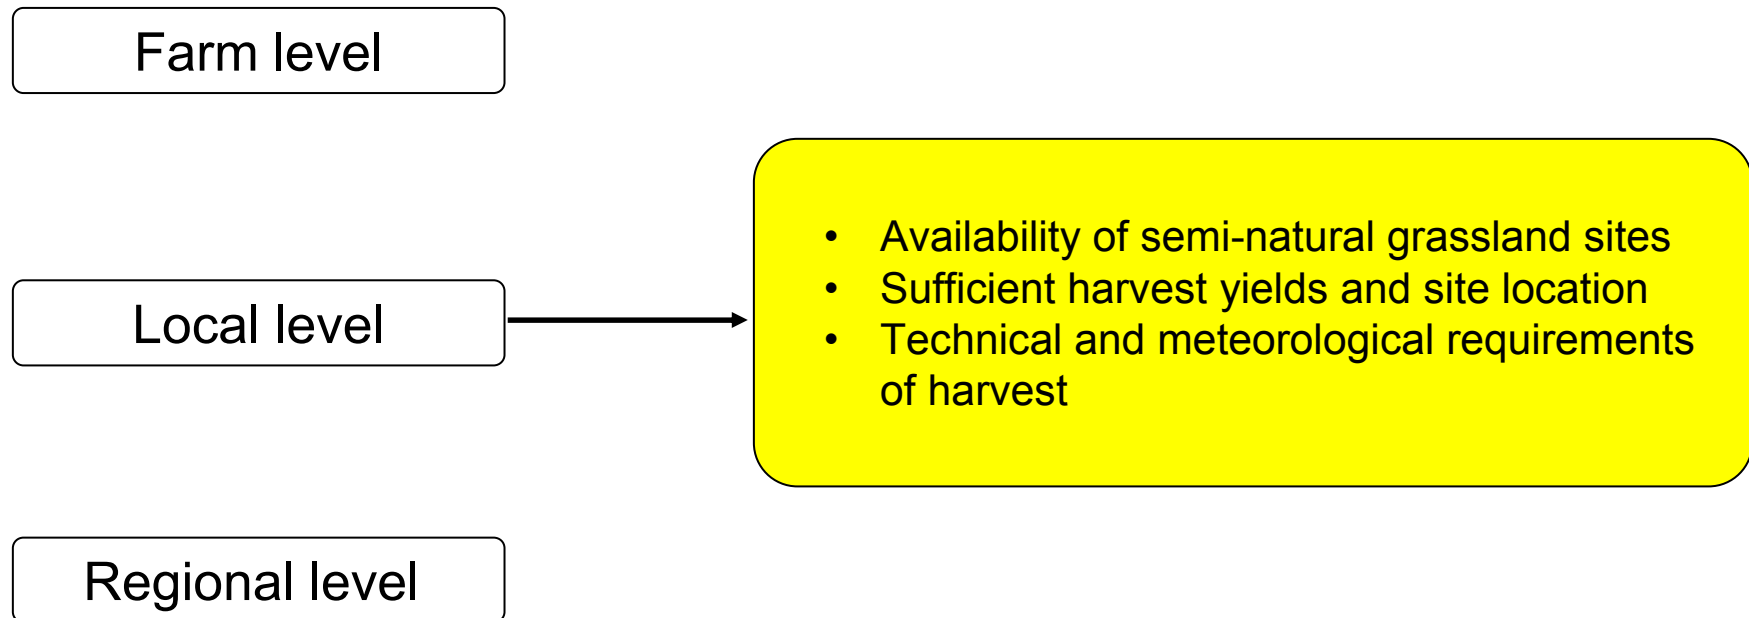 Farm level
• Availability of semi-natural grassland sites
• Sufficient harvest yields and site location
Local level
• Technical and meteorological requirements
of harvest
Regional level